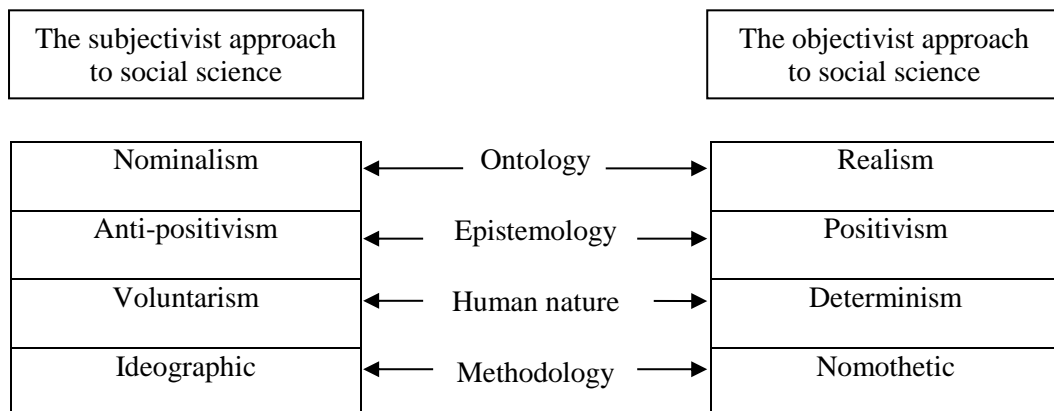 The subjectivist approach
to social science
The objectivist approach
to social science
Nominalism
Ontology
Realism
Anti-positivism
Epistemology
Positivism
Voluntarism
Human nature
Determinism
Ideographic
Methodology
Nomothetic